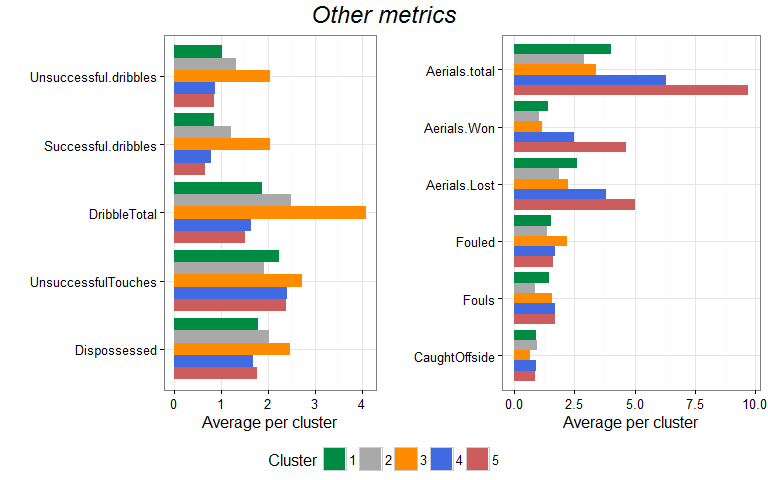 Other metrics
Unsuccessful.dribbles
Successful.dribbles
DribbleTotal
UnsuccessfulTouches
Dispossessed
0 1 2 3 4
Average per cluster
Aerials.total
Aerials.Won
Aerials.Lost
Fouled
Fouls
CaughtOffside
0.0 2.5 5.0 7.5 10.0
Average per cluster
Cluster 1 2 3 4 5